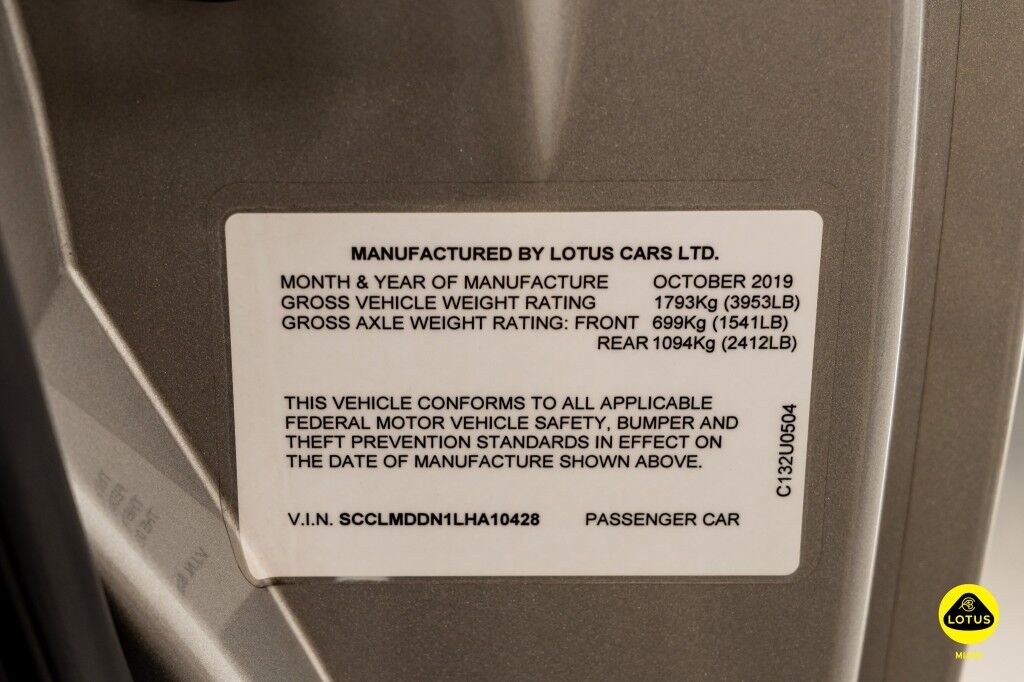 MANUFACTURED BY LOTUS CARS LTD.
MONTH & YEAR OF MANUFACTURE OCTOBER 2019
GROSS VEHICLE WEIGHT RATING 1793Kg (3953LB)
GROSS AXLE WEIGHT RATING: FRONT 699Kg (1541LB)
REAR 1094Kg (2412LB)
THIS VEHICLE CONFORMS TO ALL APPLICABLE
FEDERAL MOTOR VEHICLE SAFETY, BUMPER AND
THEFT PREVENTION STANDARDS IN EFFECT ON
THE DATE OF MANUFACTURE SHOWN ABOVE.
V.I.N. SCCLMDDN1LHA10428 PASSENGER CAR
C132U0504
LOTUS
MIAMI